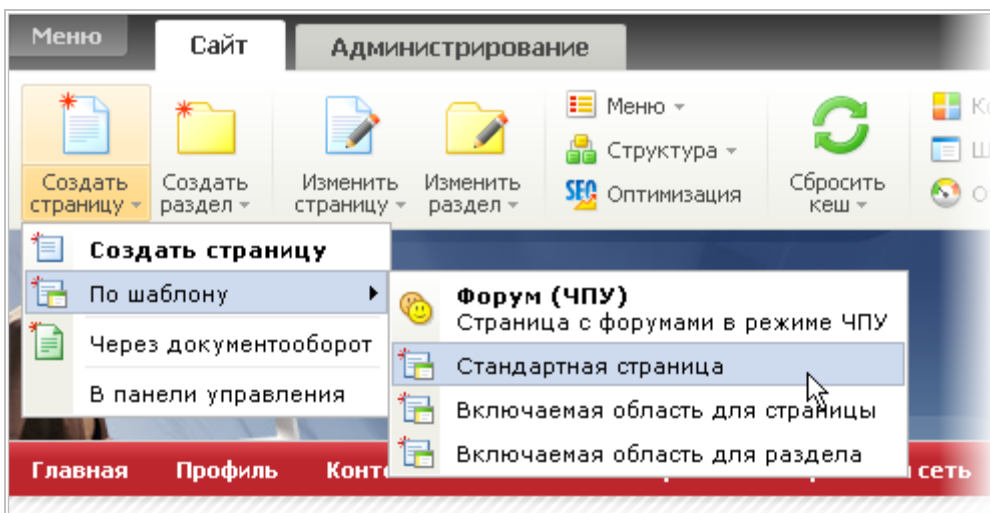 Меню
Сайт
Администрирование
Создать
страницу
Создать
раздел
Изменить
страницу
Изменить
раздел
Меню
Структура
SEO Оптимизация
Сбросить
кеш
Создать страницу
По шаблону
Через документооборот
В панели управления
Форум (ЧПУ)
Страница с форумами в режиме ЧПУ
Стандартная страница
Включаемая область для страницы
Включаемая область для раздела
Главная Профиль Конт сеть